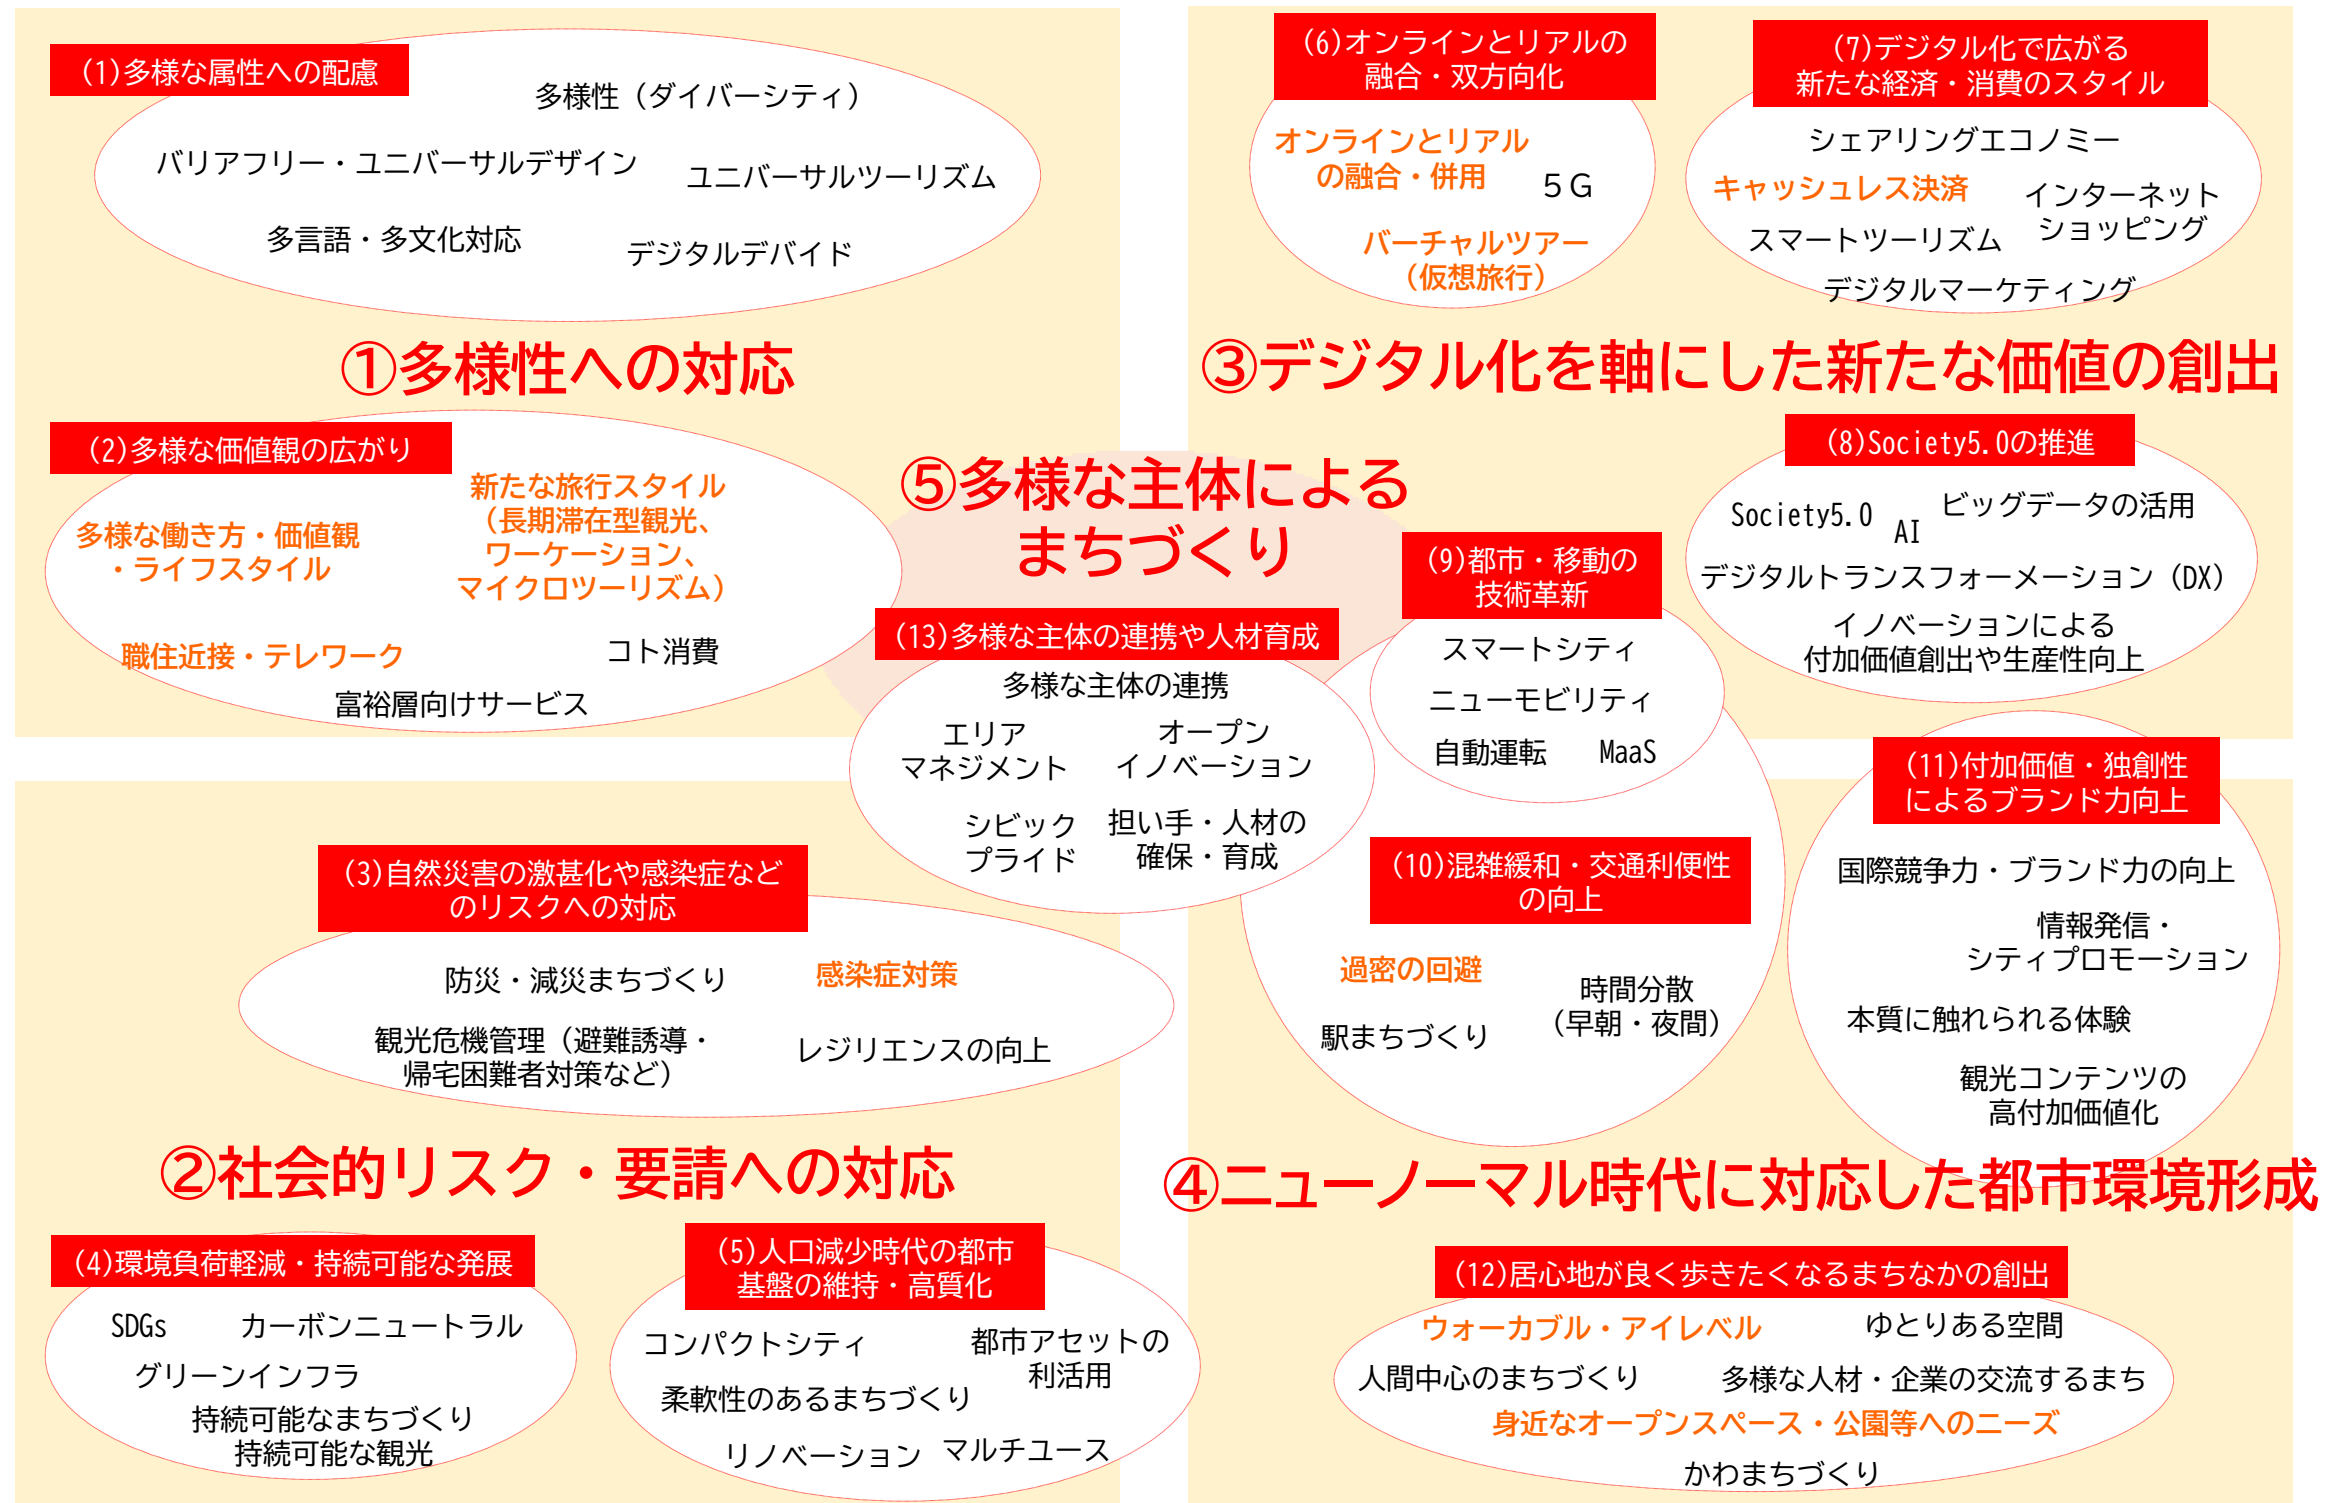 (1)多様な属性への配慮
多様性（ダイバーシティ）
バリアフリー・ユニバーサルデザイン
ユニバーサルツーリズム
多言語・多文化対応
デジタルデバイド
①多様性への対応
(2)多様な価値観の広がり
新たな旅行スタイル
（長期滞在型観光、
ワーケーション、
マイクロツーリズム）
多様な働き方・価値観
・ライフスタイル
職住近接・テレワーク
コト消費
富裕層向けサービス
(3)自然災害の激甚化や感染症など
のリスクへの対応
防災・減災まちづくり
感染症対策
観光危機管理（避難誘導・
帰宅困難者対策など）
レジリエンスの向上
②社会的リスク・要請への対応
(4)環境負荷軽減・持続可能な発展
SDGs
カーボンニュートラル
グリーンインフラ
持続可能なまちづくり
持続可能な観光
(5)人口減少時代の都市
基盤の維持・高質化
コンパクトシティ
都市アセットの
利活用
柔軟性のあるまちづくり
リノベーション
マルチユース
(6)オンラインとリアルの
融合・双方向化
オンラインとリアル
の融合・併用
５Ｇ
バーチャルツアー
（仮想旅行）
(7)デジタル化で広がる
新たな経済・消費のスタイル
シェアリングエコノミー
キャッシュレス決済
インターネット
ショッピング
スマートツーリズム
デジタルマーケティング
③デジタル化を軸にした新たな価値の創出
(8)Society5.0の推進
Society5.0
AI
ビッグデータの活用
デジタルトランスフォーメーション（DX）
イノベーションによる
付加価値創出や生産性向上
⑤多様な主体による
まちづくり
(13)多様な主体の連携や人材育成
多様な主体の連携
エリア
マネジメント
オープン
イノベーション
シビック
プライド
担い手・人材の
確保・育成
(9)都市・移動の
技術革新
スマートシティ
ニューモビリティ
自動運転
MaaS
(10)混雑緩和・交通利便性
の向上
過密の回避
時間分散
（早朝・夜間）
駅まちづくり
(11)付加価値・独創性
によるブランド力向上
国際競争力・ブランド力の向上
情報発信・
シティプロモーション
本質に触れられる体験
観光コンテンツの
高付加価値化
④ニューノーマル時代に対応した都市環境形成
(12)居心地が良く歩きたくなるまちなかの創出
ウォーカブル・アイレベル
ゆとりある空間
人間中心のまちづくり
多様な人材・企業の交流するまち
身近なオープンスペース・公園等へのニーズ
かわまちづくり